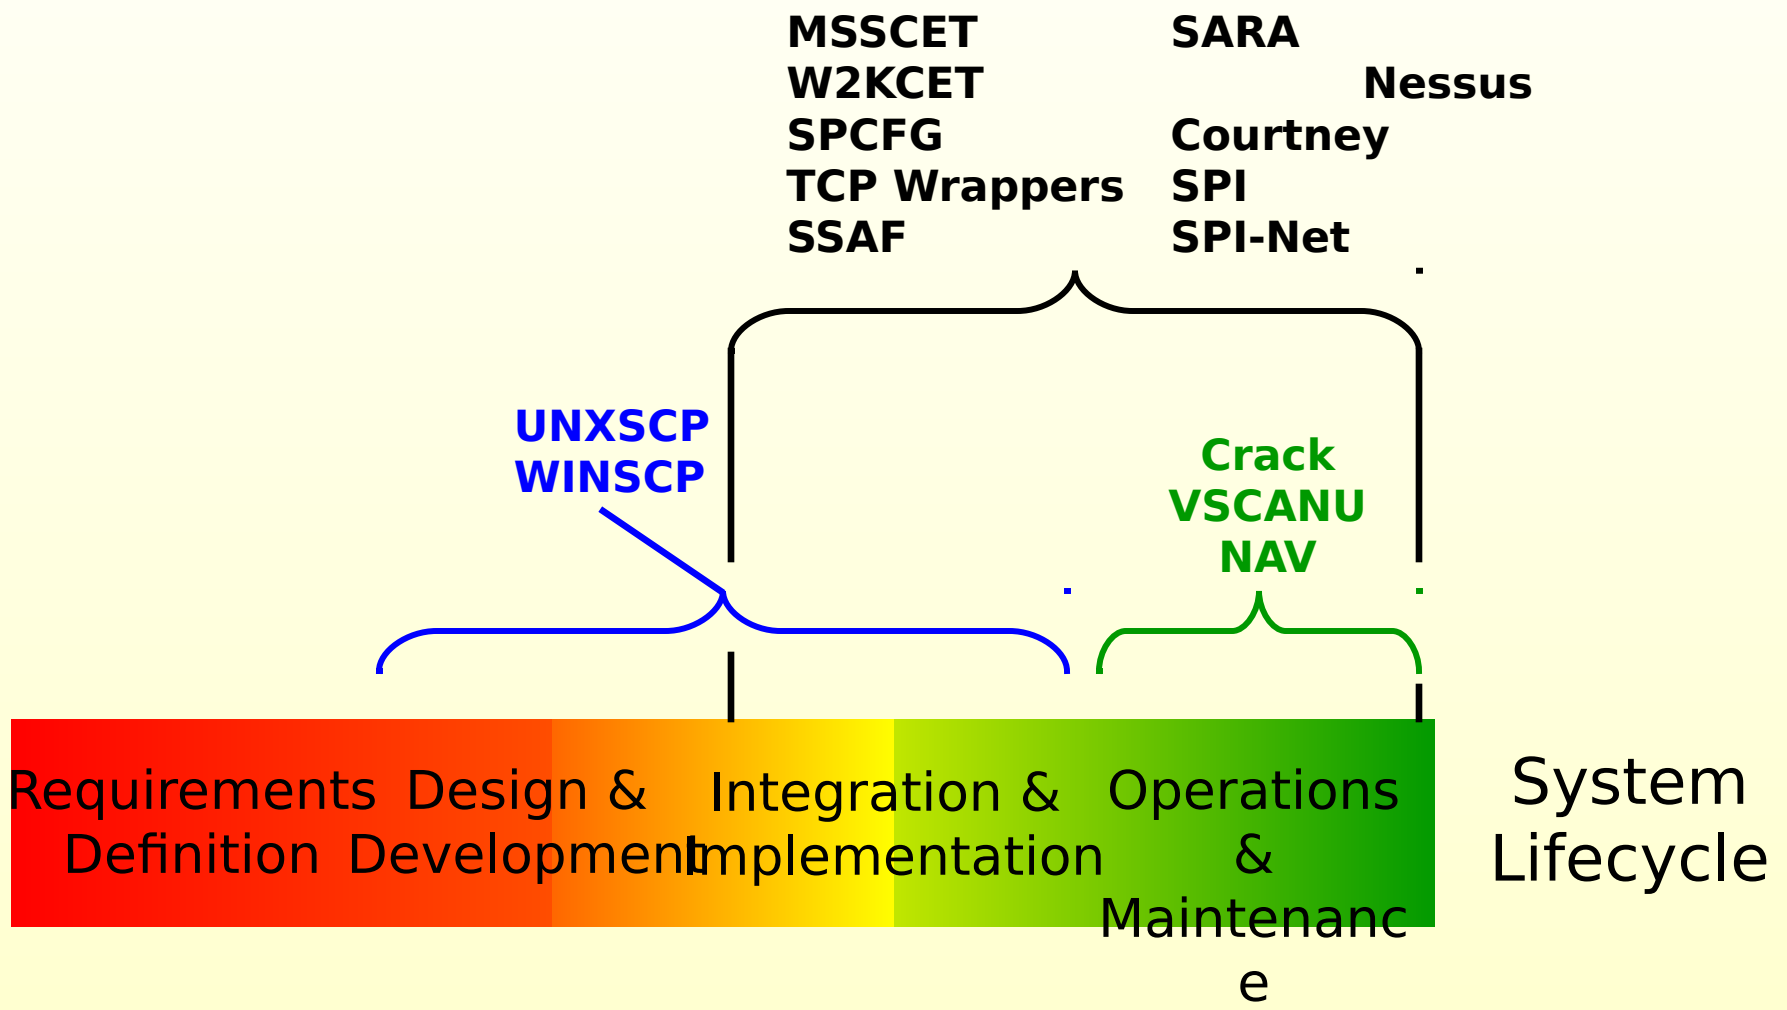 MSSCET SARA
W2KCET Nessus
SPCFG Courtney
TCP Wrappers SPI
SSAF SPI-Net
UNXSCP
WINSCP
Crack
VSCANU
NAV
Requirements
Definition
Design &
Development
Integration &
Implementation
Operations
&
Maintenanc
e
System
Lifecycle